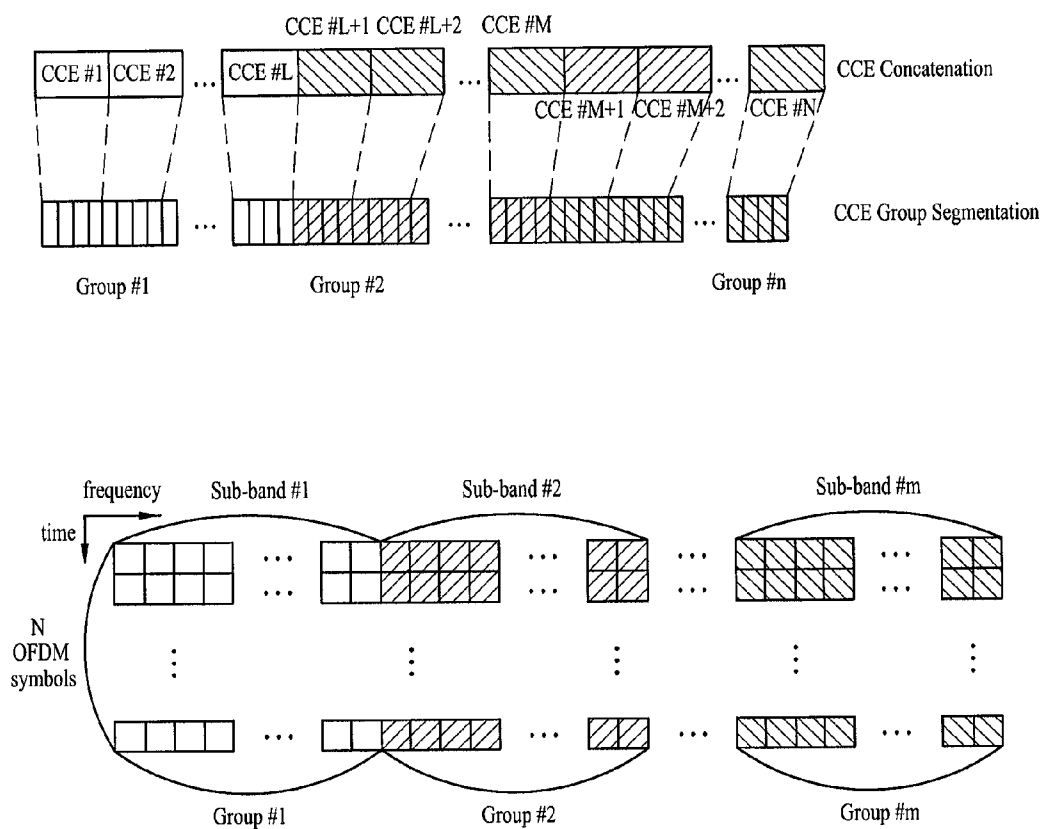 CCE #L+1 CCE #L+2 CCE #M
CCE #1 CCE #2 ... CCE #L ... ... CCE Concatenation
CCE #M+1 CCE #M+2 CCE #N
... ... ... CCE Group Segmentation
Group #1 Group #2 Group #n
frequency Sub-band #1 Sub-band #2 Sub-band #m
time
N
OFDM
symbols
Group #1 Group #2 Group #m